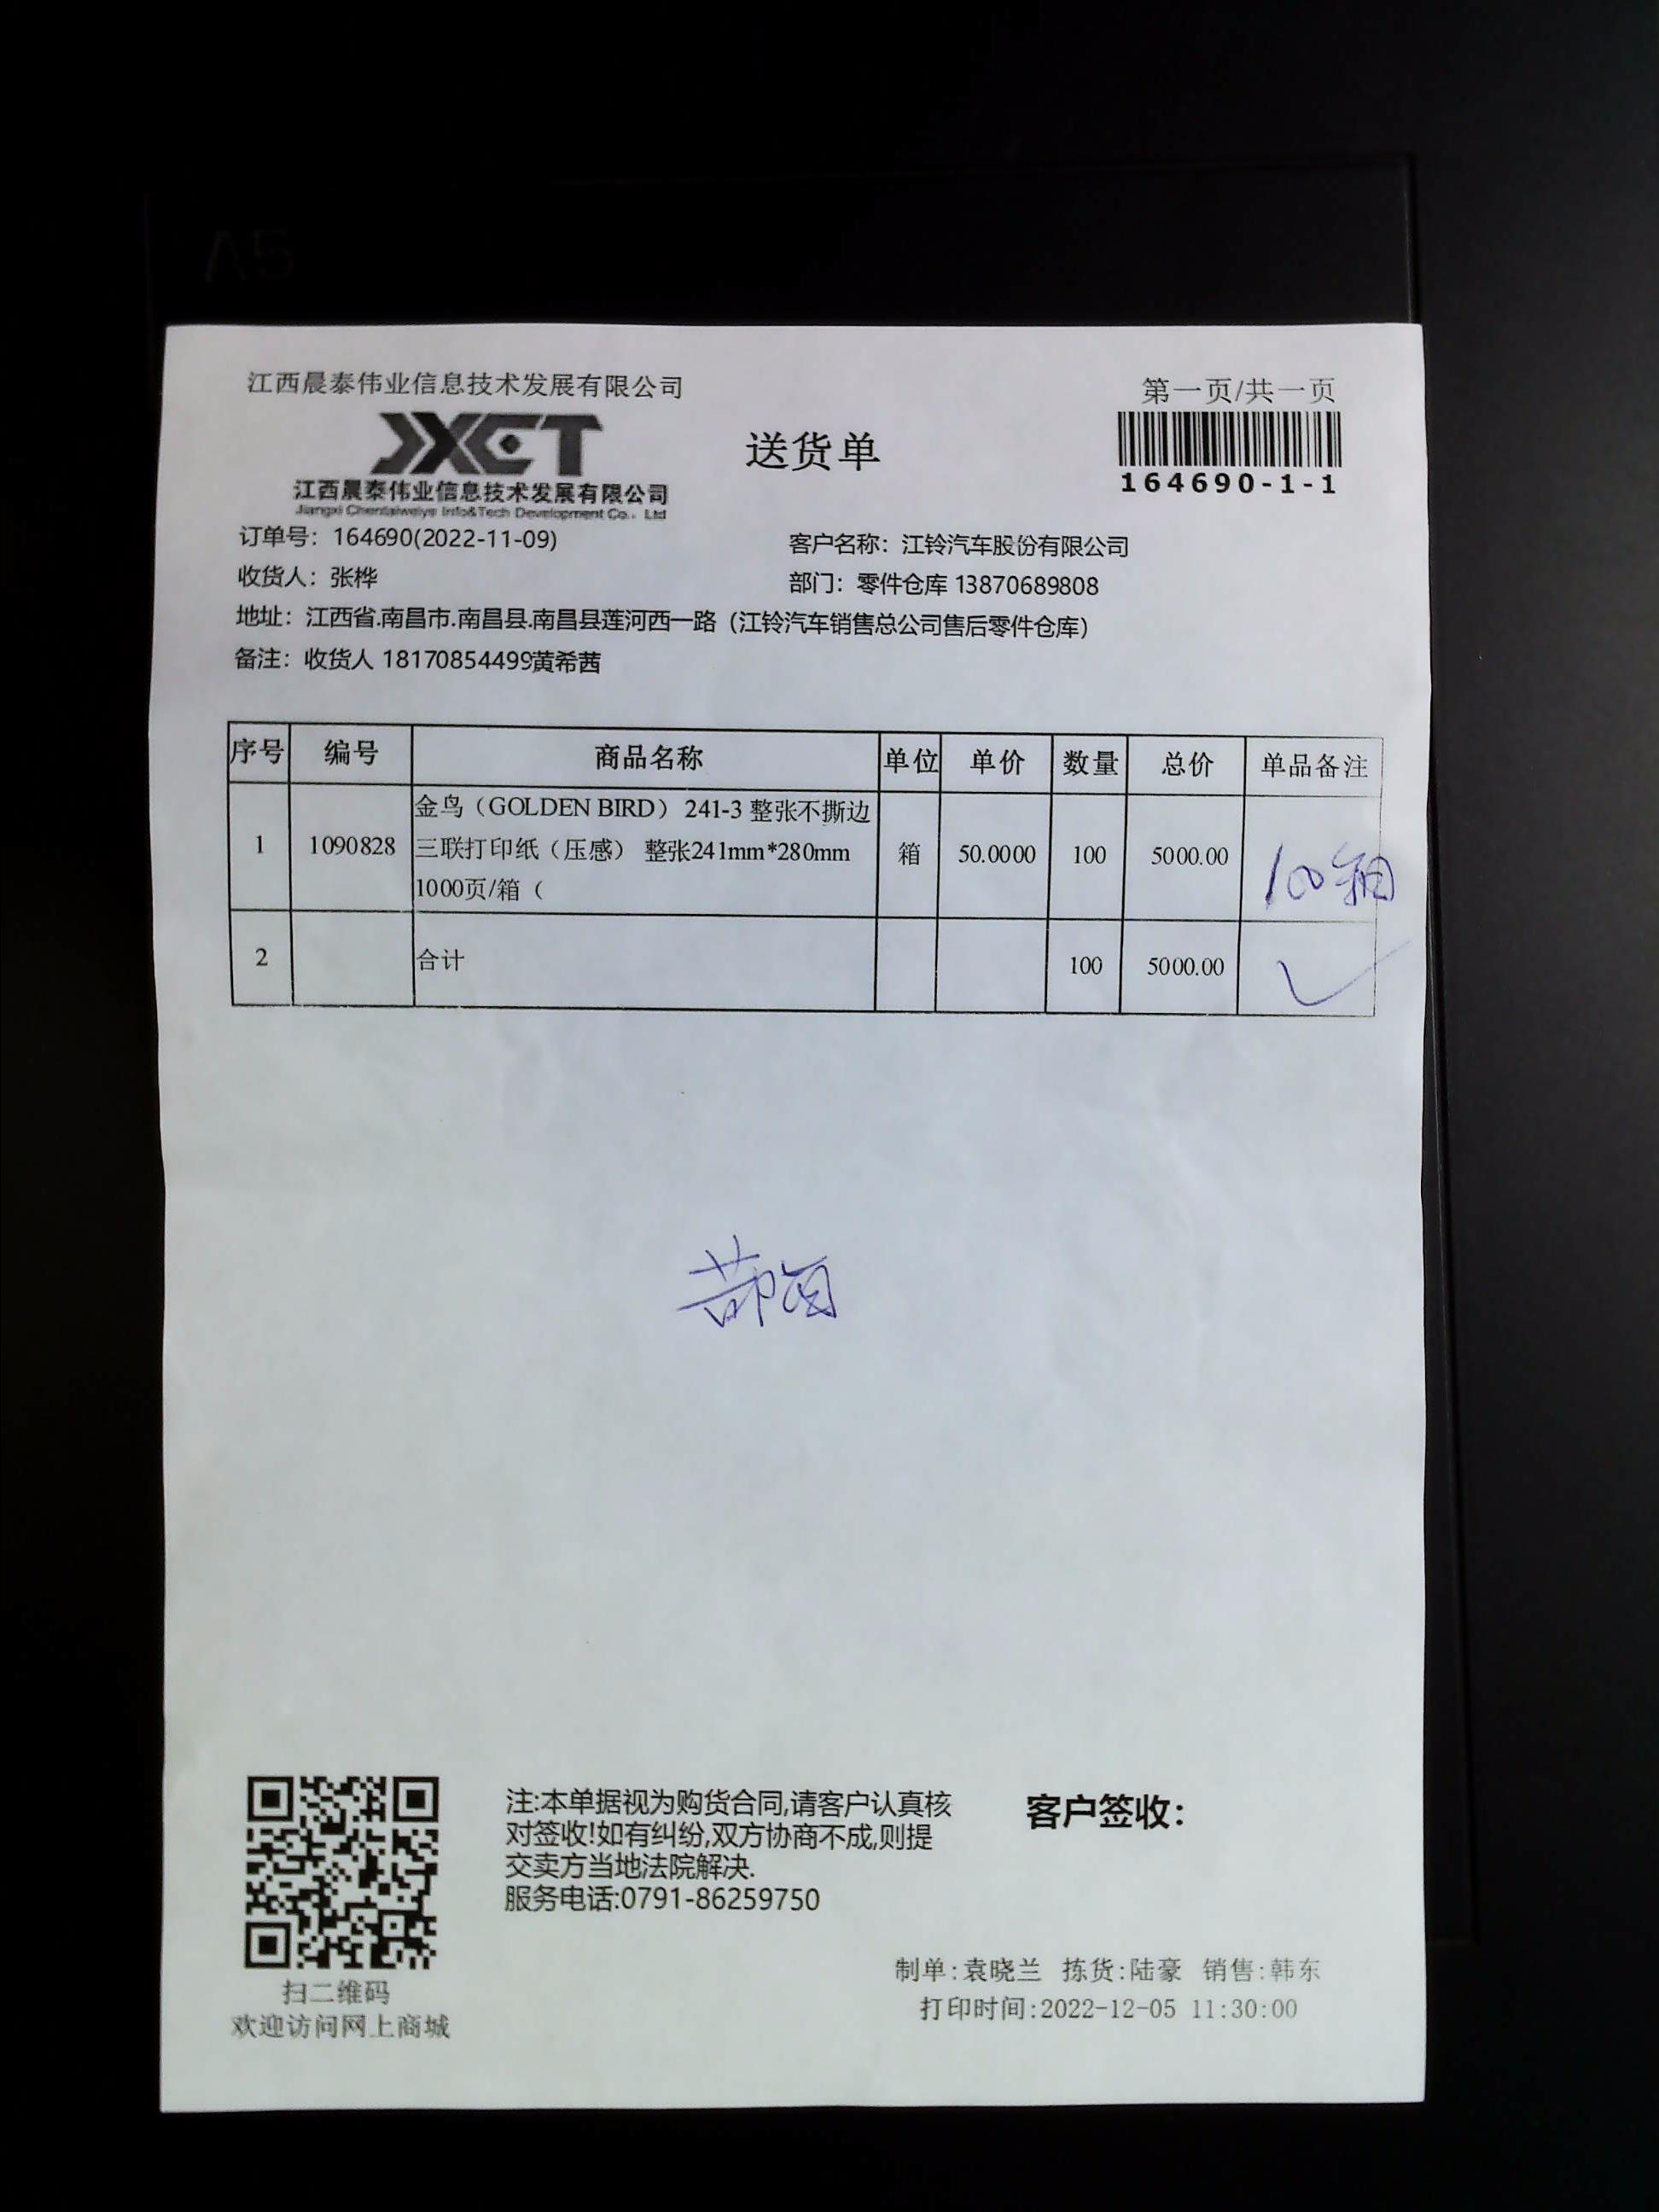 A5
江西晨泰伟业信息技术发展有限公司
第一页/共一页
JXCT
送货单
164690-1-1
江西晨泰伟业信息技术发展有限公司
Jiangxi Chentaiweiye Info&Tech Development Co., Ltd
订单号：164690(2022-11-09)
客户名称：江铃汽车股份有限公司
收货人：张桦
部门：零件仓库 13870689808
地址：江西省.南昌市.南昌县.南昌县莲河西一路（江铃汽车销售总公司售后零件仓库）
备注：收货人 18170854499黄希茜
序号 编号 商品名称 单位 单价 数量 总价 单品备注
1 1090828 金鸟（GOLDEN BIRD） 241-3 整张不撕边
三联打印纸（压感） 整张241mm*280mm
1000页/箱（
箱 50.0000 100 5000.00 100箱
2 合计 100 5000.00
注:本单据视为购货合同,请客户认真核
对签收!如有纠纷,双方协商不成,则提
交卖方当地法院解决.
服务电话:0791-86259750
客户签收：
扫二维码
欢迎访问网上商城
制单:袁晓兰 拣货:陆豪 销售:韩东
打印时间:2022-12-05 11:30:00